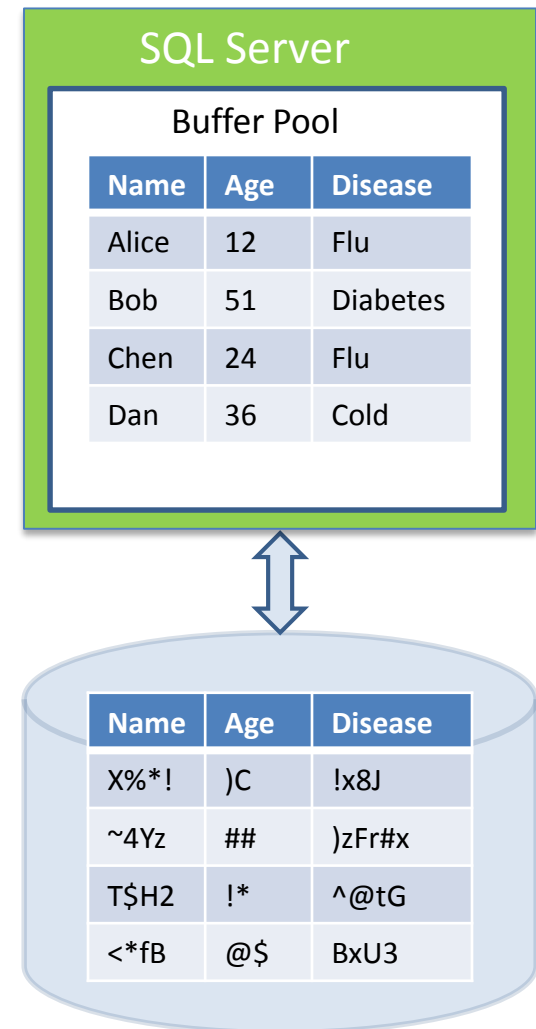 SQL Server
Buffer Pool
Name Age Disease
Alice 12 Flu
Bob 51 Diabetes
Chen 24 Flu
Dan 36 Cold
Name Age Disease
X%*! )C !x8J
~4Yz ## )zFr#x
T$H2 !* ^@tG
<*fB @$ BxU3